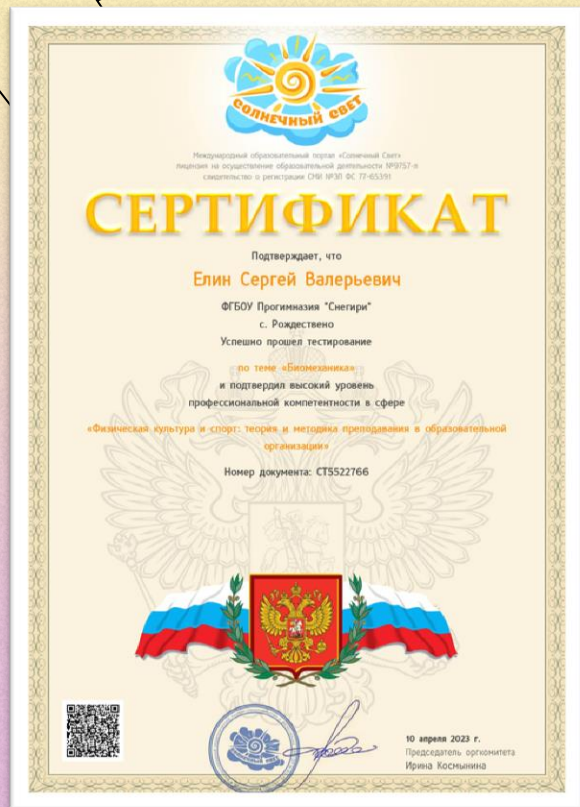 СОЛНЕЧНЫЙ СВЕТ
Международный образовательный портал «Солнечный Свет»
лицензия на осуществление образовательной деятельности №9757-л
свидетельство о регистрации СМИ №ЭЛ ФС 77-65391
СЕРТИФИКАТ
Подтверждает, что
Елин Сергей Валерьевич
ФГБОУ Прогимназия "Снегири"
с. Рождествено
Успешно прошел тестирование
по теме «Биомеханика»
и подтвердил высокий уровень
профессиональной компетентности в сфере
«Физическая культура и спорт: теория и методика преподавания в образовательной
организации»
Номер документа: СТ5522766
10 апреля 2023 г.
Председатель оргкомитета
Ирина Космынина